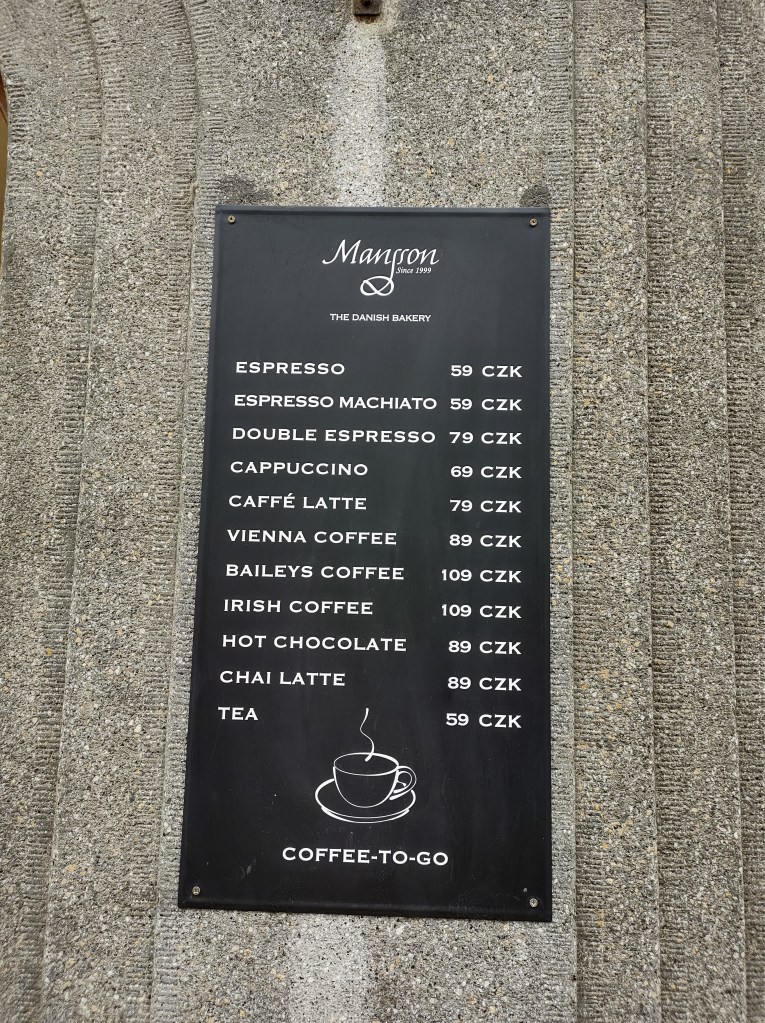 Mansson
Since 1999
THE DANISH BAKERY
ESPRESSO 59 CZK
ESPRESSO MACHIATO 59 CZK
DOUBLE ESPRESSO 79 CZK
CAPPUCCINO 69 CZK
CAFFÉ LATTE 79 CZK
VIENNA COFFEE 89 CZK
BAILEYS COFFEE 109 CZK
IRISH COFFEE 109 CZK
HOT CHOCOLATE 89 CZK
CHAI LATTE 89 CZK
TEA 59 CZK
COFFEE-TO-GO